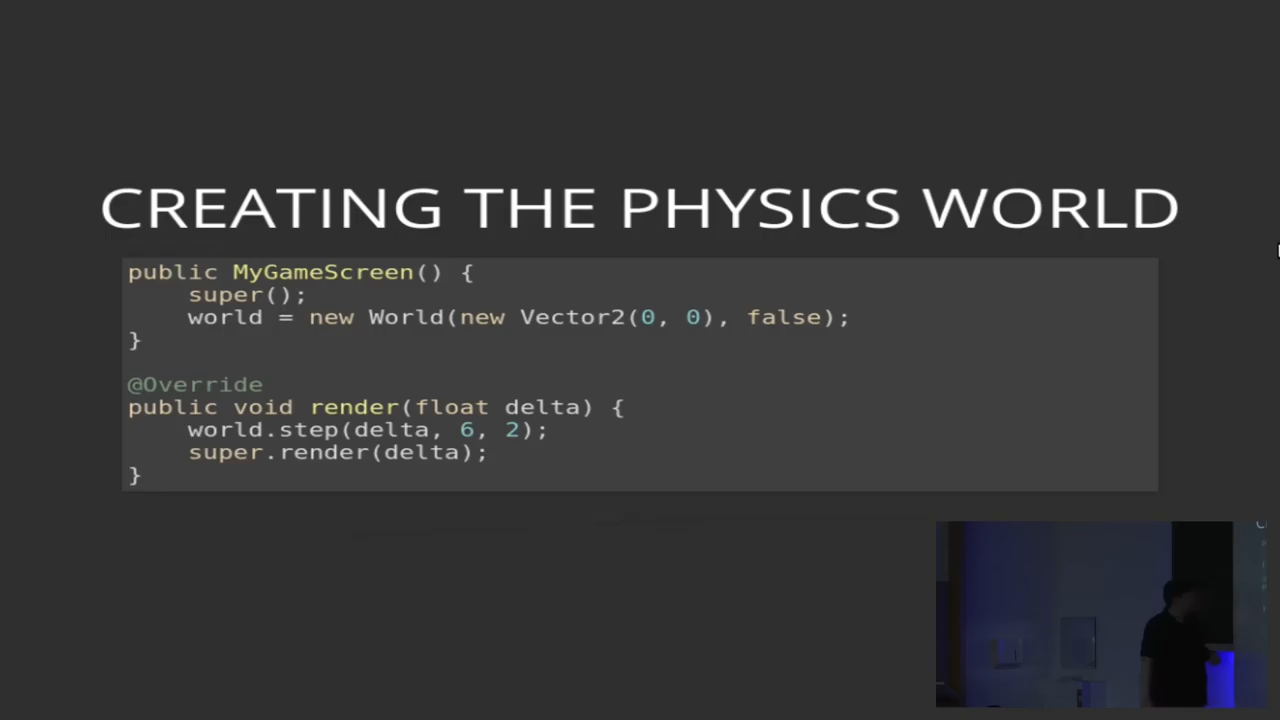 CREATING THE PHYSICS WORLD
public MyGameScreen() {
    super();
    world = new World(new Vector2(0, 0), false);
}

@Override
public void render(float delta) {
    world.step(delta, 6, 2);
    super.render(delta);
}